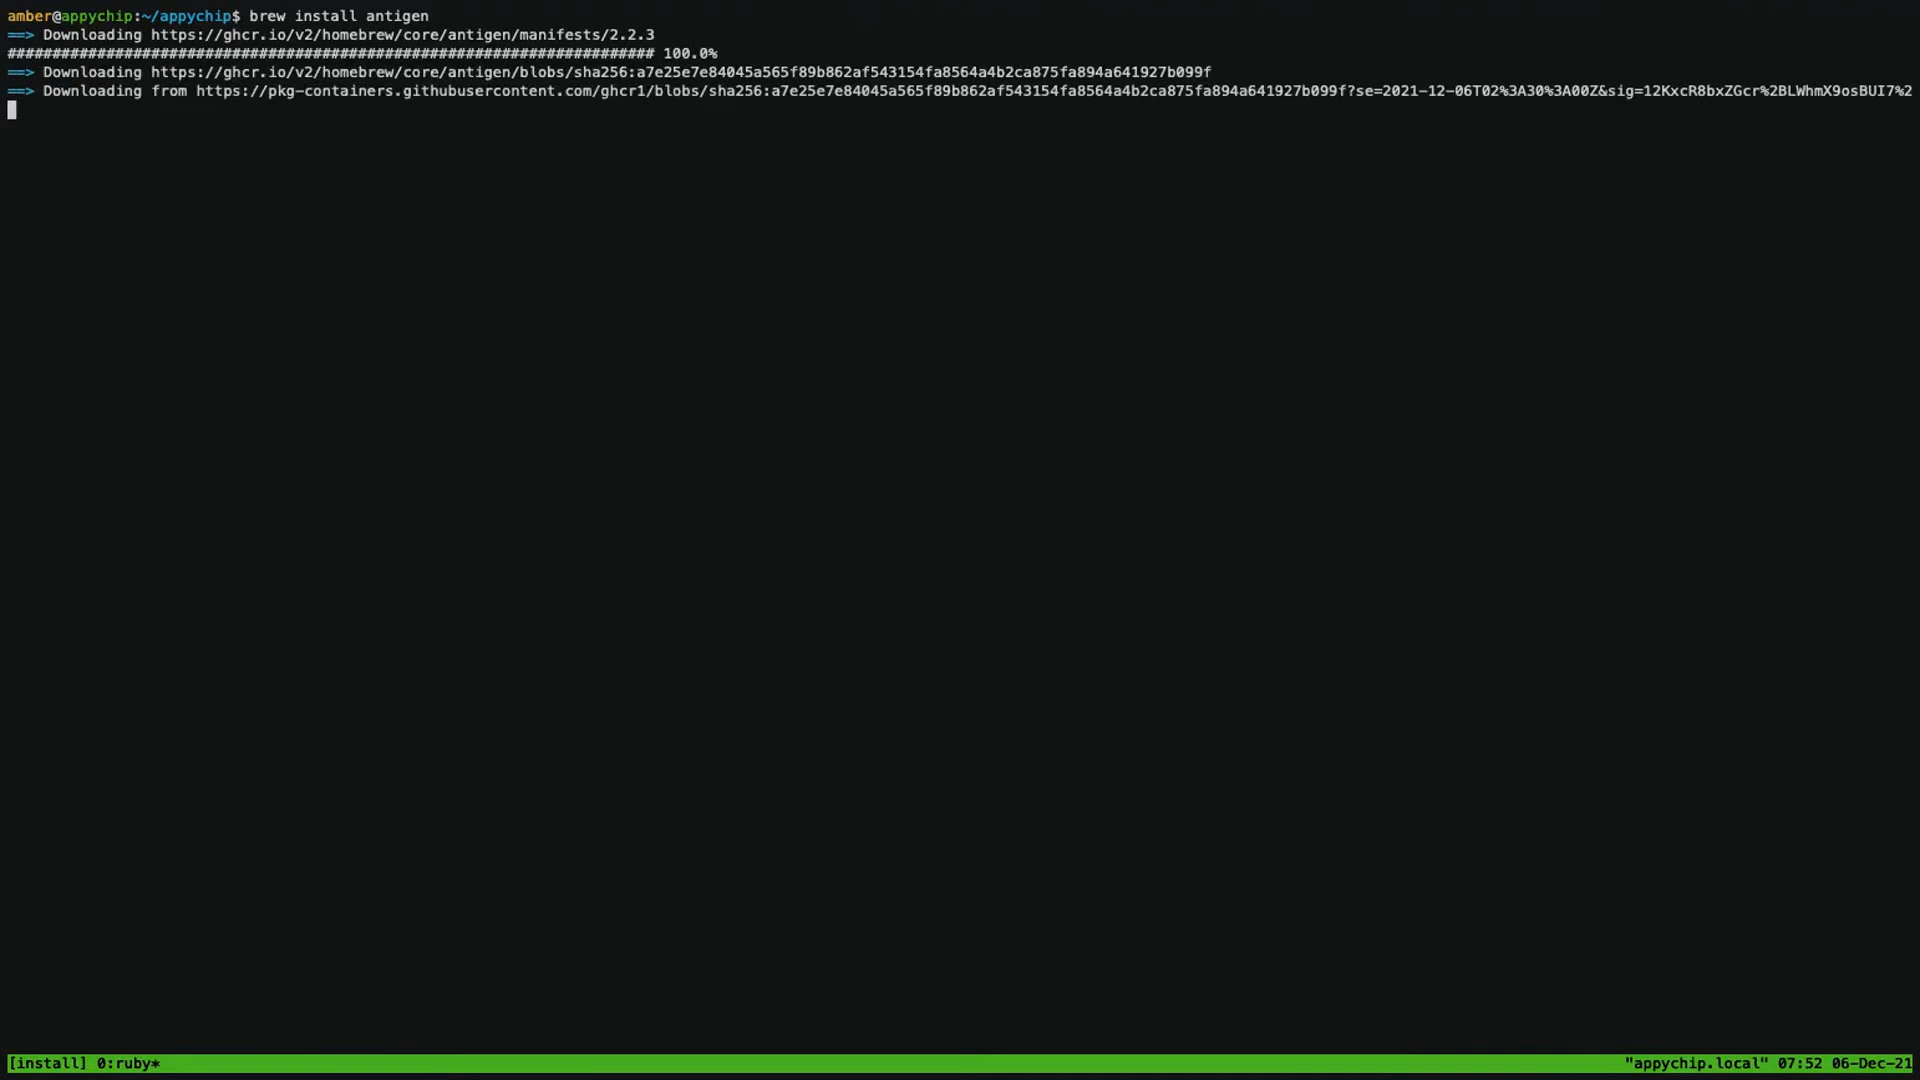 amber@appychip:~/appychip$ brew install antigen
==> Downloading https://ghcr.io/v2/homebrew/core/antigen/manifests/2.2.3
######################################################################## 100.0%
==> Downloading https://ghcr.io/v2/homebrew/core/antigen/blobs/sha256:a7e25e7e84045a565f89b862af543154fa8564a4b2ca875fa894a641927b099f
==> Downloading from https://pkg-containers.githubusercontent.com/ghcr1/blobs/sha256:a7e25e7e84045a565f89b862af543154fa8564a4b2ca875fa894a641927b099f?se=2021-12-06T02%3A30%3A00Z&sig=12KxcR8bxZGcr%2BLWhmX9osBUI7%2
[install] 0:ruby* "appychip.local" 07:52 06-Dec-21